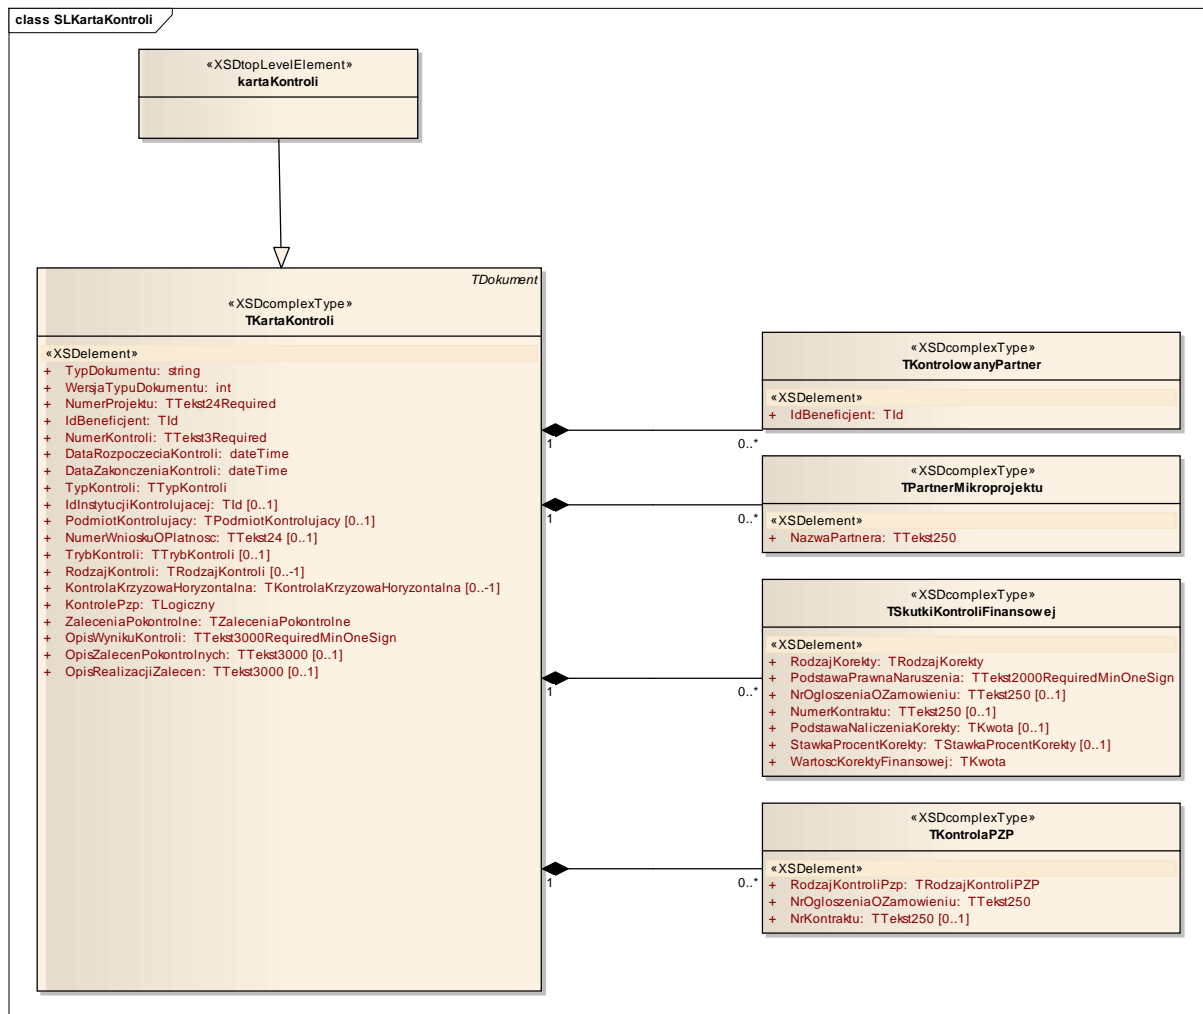 class SLKartaKontroli
«XSDtopLevelElement»
kartaKontroli
TDokument
«XSDcomplexType»
TKartaKontroli
«XSDelement»
+ TypDokumentu: string
+ WersjaTypuDokumentu: int
+ NumerProjektu: TTekst24Required
+ IdBeneficjent: TId
+ NumerKontroli: TTekst3Required
+ DataRozpoczeciaKontroli: dateTime
+ DataZakonczeniaKontroli: dateTime
+ TypKontroli: TTypKontroli
+ IdInstytucjiKontrolujacej: TId [0..1]
+ PodmiotKontrolujacy: TPodmiotKontrolujacy [0..1]
+ NumerWnioskuOPlatnosc: TTekst24 [0..1]
+ TrybKontroli: TTrybKontroli [0..1]
+ RodzajKontroli: TRodzajKontroli [0..-1]
+ KontrolaKrzyzowaHoryzontalna: TKontrolaKrzyzowaHoryzontalna [0..-1]
+ KontrolePzp: TLogiczny
+ ZaleceniaPokontrolne: TZaleceniaPokontrolne
+ OpisWynikuKontroli: TTekst3000RequiredMinOneSign
+ OpisZalecenPokontrolnych: TTekst3000 [0..1]
+ OpisRealizacjiZalecen: TTekst3000 [0..1]
1 0..*
«XSDcomplexType»
TKontrolowanyPartner
«XSDelement»
+ IdBeneficjent: TId
1 0..*
«XSDcomplexType»
TPartnerMikroprojektu
«XSDelement»
+ NazwaPartnera: TTekst250
1 0..*
«XSDcomplexType»
TSkutkiKontroliFinansowej
«XSDelement»
+ RodzajKorekty: TRodzajKorekty
+ PodstawaPrawnaNaruszenia: TTekst2000RequiredMinOneSign
+ NrOgloszeniaOZamowieniu: TTekst250 [0..1]
+ NumerKontraktu: TTekst250 [0..1]
+ PodstawaNaliczeniaKorekty: TKwota [0..1]
+ StawkaProcentKorekty: TStawkaProcentKorekty [0..1]
+ WartoscKorektyFinansowej: TKwota
1 0..*
«XSDcomplexType»
TKontrolaPZP
«XSDelement»
+ RodzajKontroliPzp: TRodzajKontroliPZP
+ NrOgloszeniaOZamowieniu: TTekst250
+ NrKontraktu: TTekst250 [0..1]